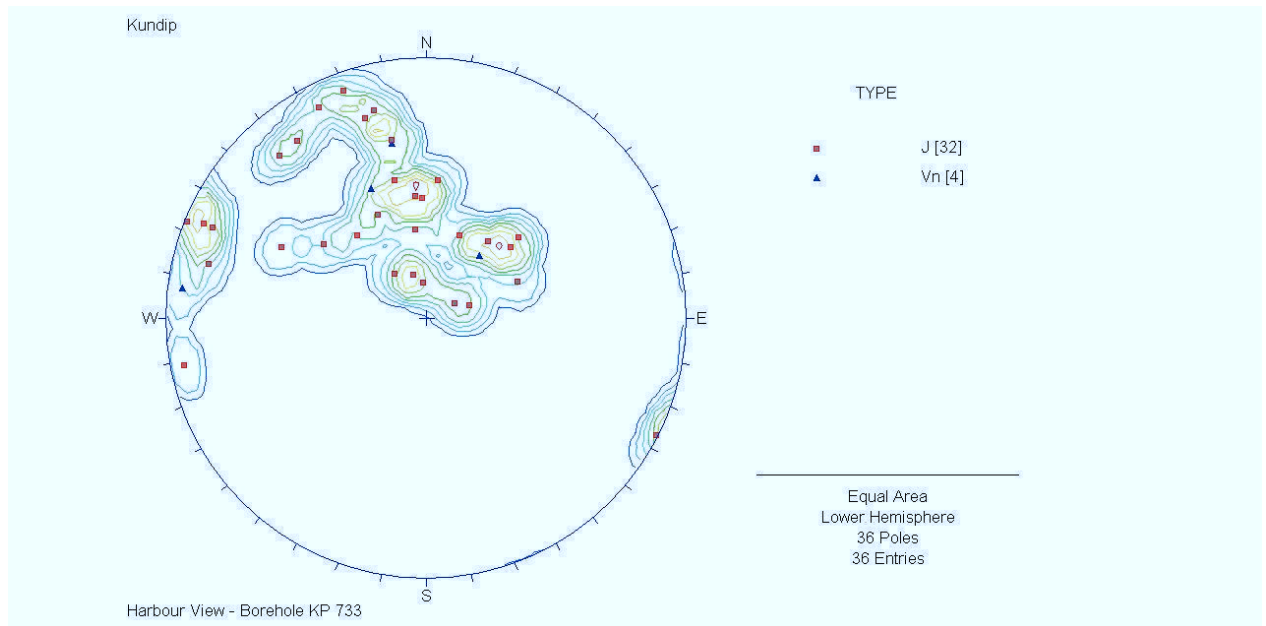 Kundip
N
TYPE
J [32]
Vn [4]
W
E
Equal Area
Lower Hemisphere
36 Poles
36 Entries
S
Harbour View - Borehole KP 733